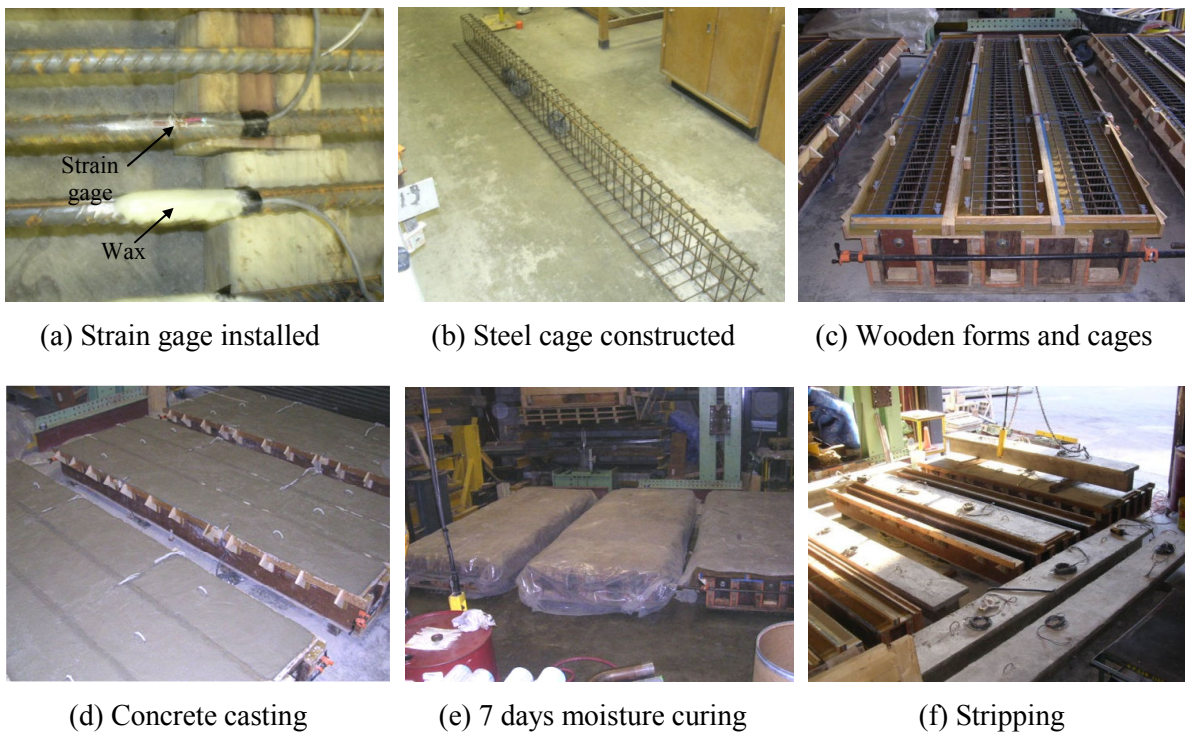 Strain
gage
Wax
(a) Strain gage installed
(b) Steel cage constructed
(c) Wooden forms and cages
(d) Concrete casting
(e) 7 days moisture curing
(f) Stripping